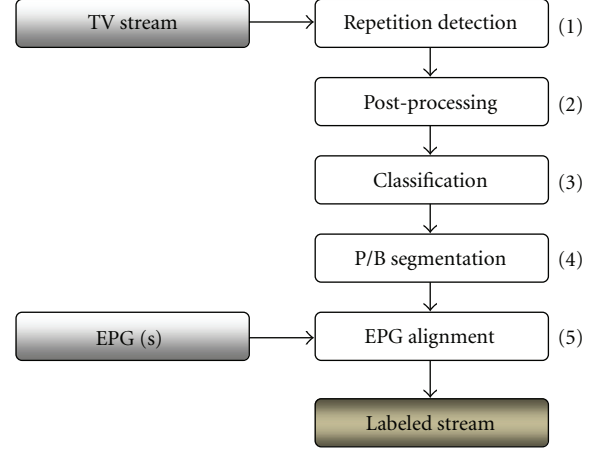 TV stream
Repetition detection
(1)
Post-processing
(2)
Classification
(3)
P/B segmentation
(4)
EPG (s)
EPG alignment
(5)
Labeled stream